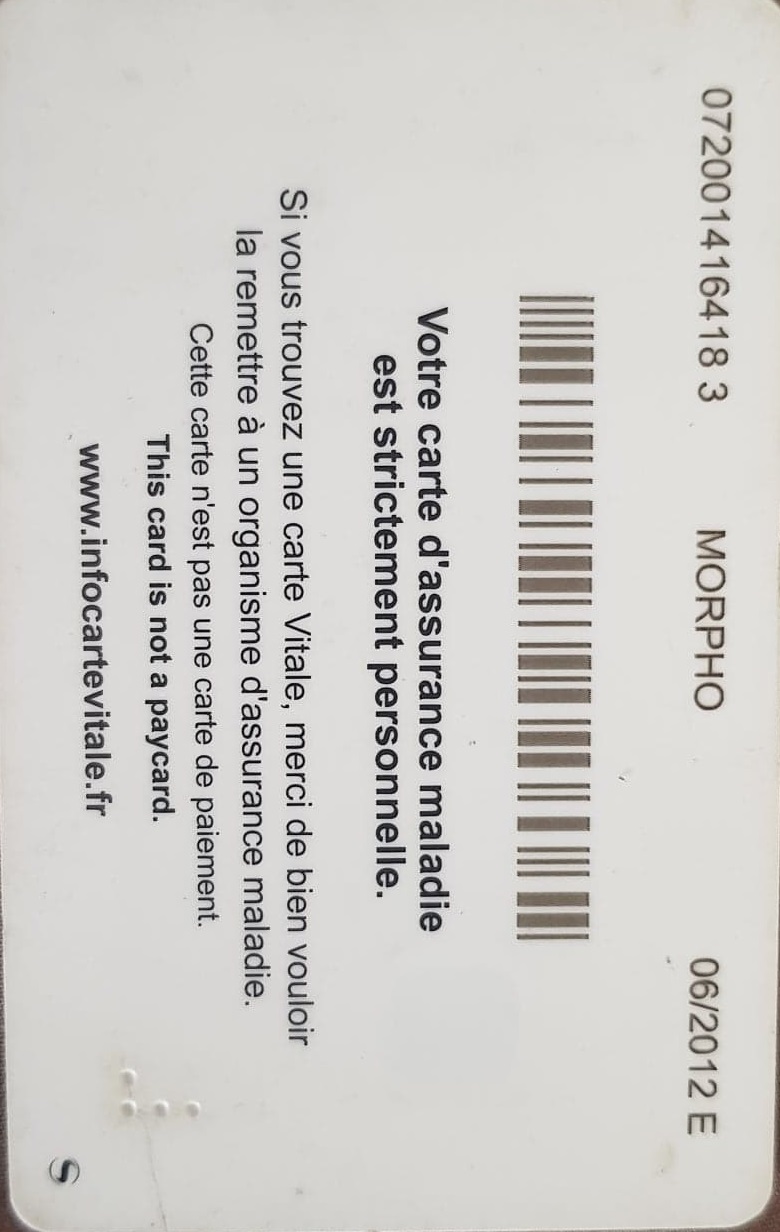 072001416418 3 MORPHO 06/2012 E
Votre carte d'assurance maladie
est strictement personnelle.
Si vous trouvez une carte Vitale, merci de bien vouloir
la remettre à un organisme d'assurance maladie.
Cette carte n'est pas une carte de paiement.
This card is not a paycard.
www.infocartevitale.fr
S